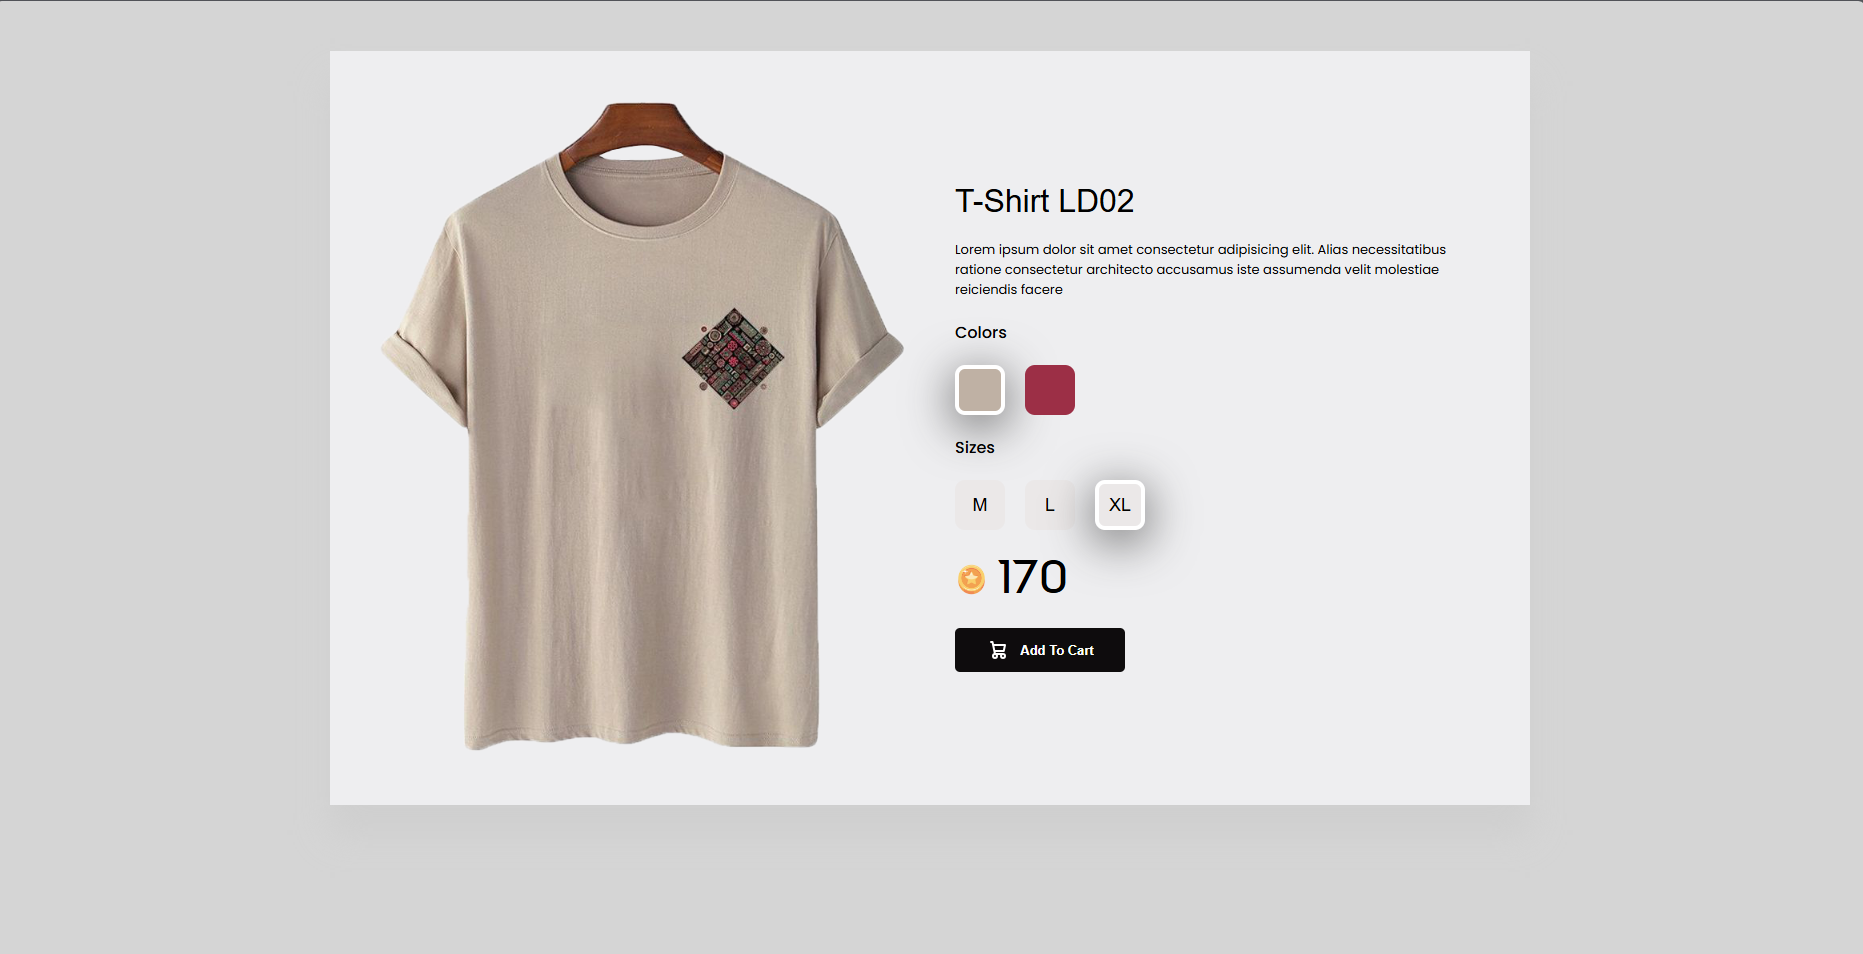 T-Shirt LD02
Lorem ipsum dolor sit amet consectetur adipisicing elit. Alias necessitatibus
ratione consectetur architecto accusamus iste assumenda velit molestiae
reiciendis facere
Colors
Sizes
M L XL
170
Add To Cart